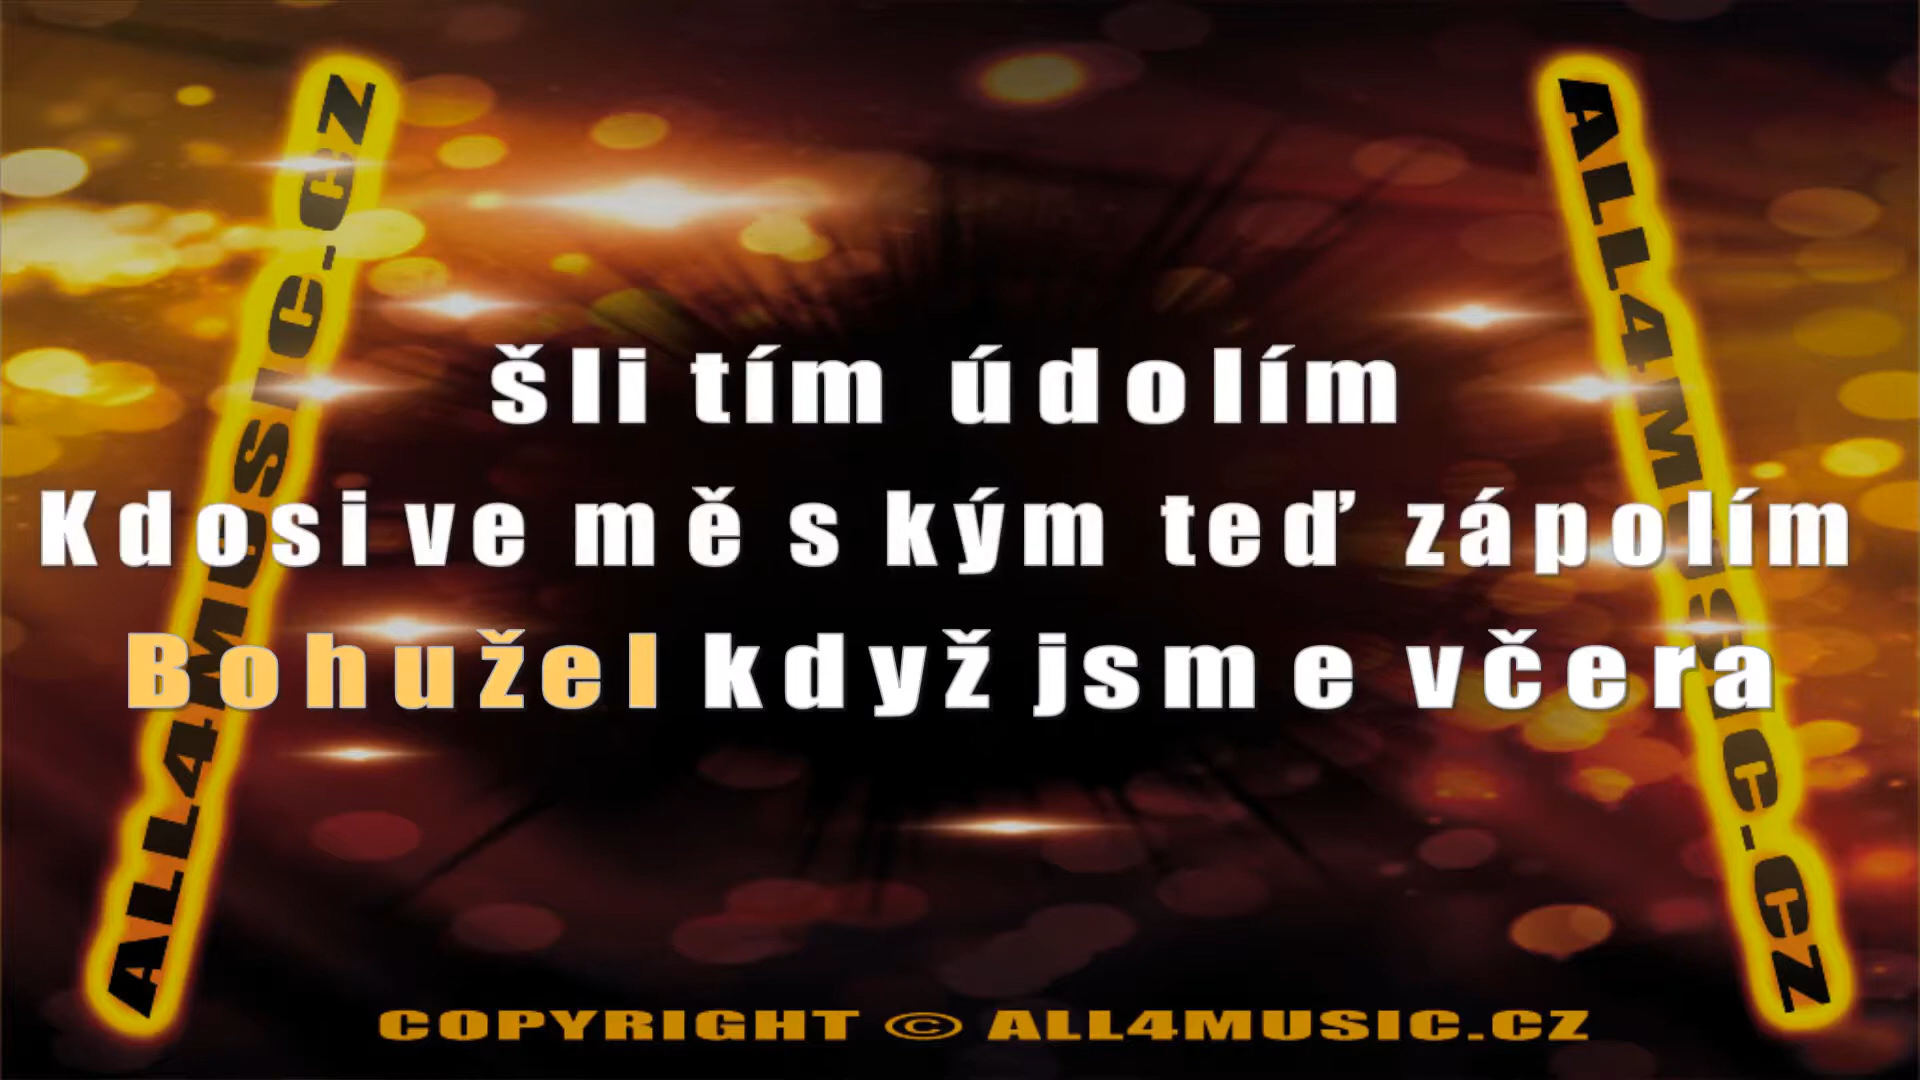 ALL4MUSIC.CZ
ALL4MUSIC.CZ
šli tím údolím
Kdosi ve mě s kým teď zápolím
Bohužel když jsme včera
COPYRIGHT © ALL4MUSIC.CZ